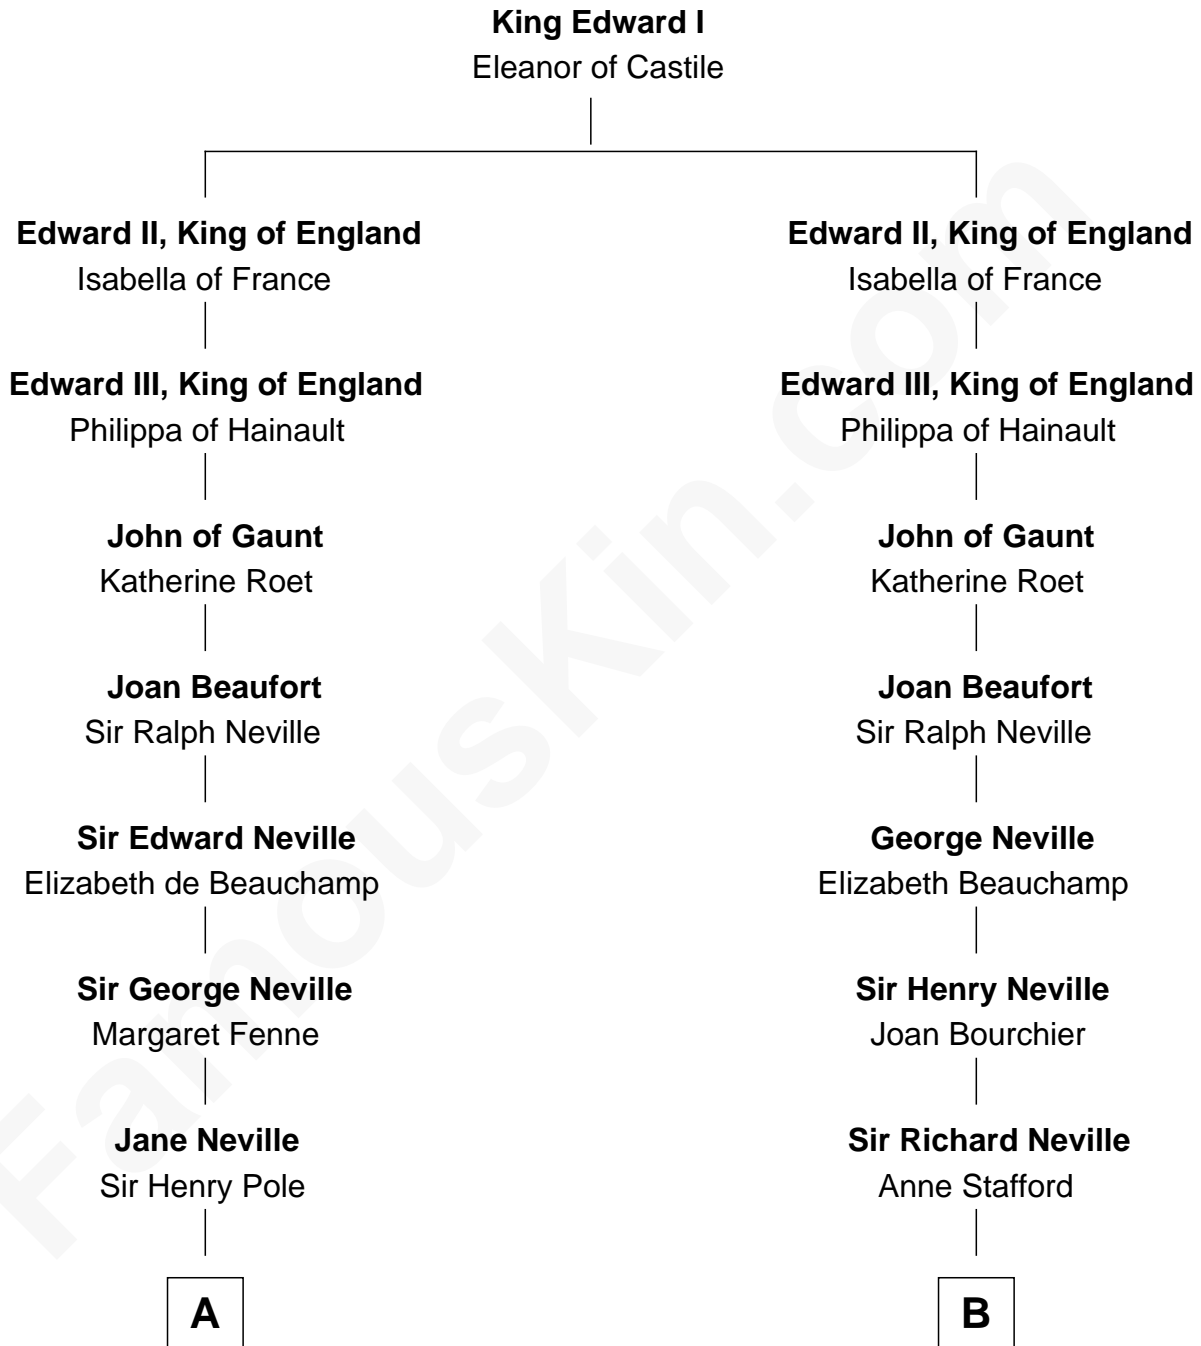 King Edward I
Eleanor of Castile
Edward II, King of England
Isabella of France
Edward III, King of England
Philippa of Hainault
John of Gaunt
Katherine Roet
Joan Beaufort
Sir Ralph Neville
Sir Edward Neville
Elizabeth de Beauchamp
Sir George Neville
Margaret Fenne
Jane Neville
Sir Henry Pole
A
Edward II, King of England
Isabella of France
Edward III, King of England
Philippa of Hainault
John of Gaunt
Katherine Roet
Joan Beaufort
Sir Ralph Neville
George Neville
Elizabeth Beauchamp
Sir Henry Neville
Joan Bourchier
Sir Richard Neville
Anne Stafford
B
FamousKin.com